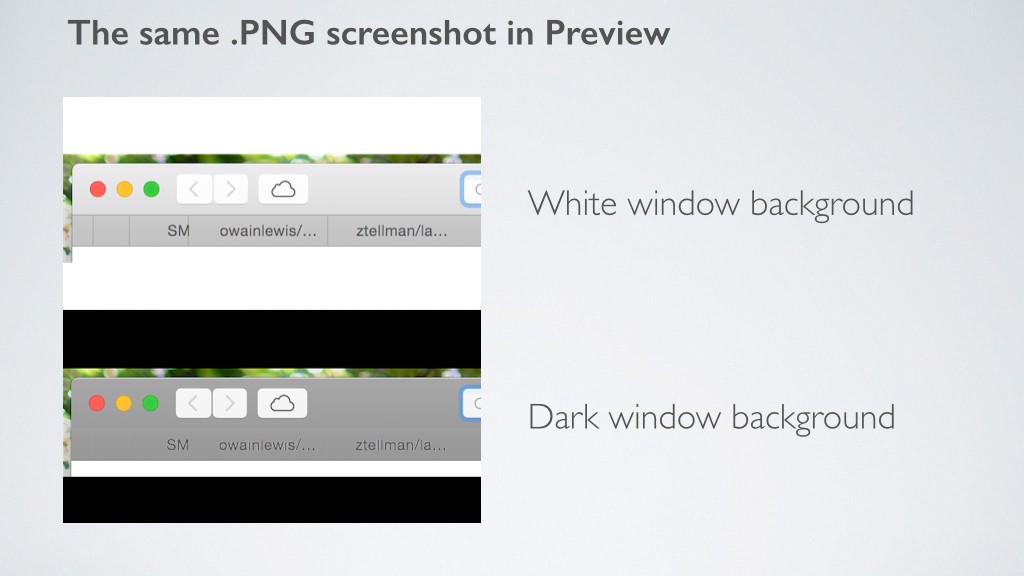 The same .PNG screenshot in Preview
SM owainlewis/... ztellman/la...
White window background
SM owainlewis/... ztellman/la...
Dark window background